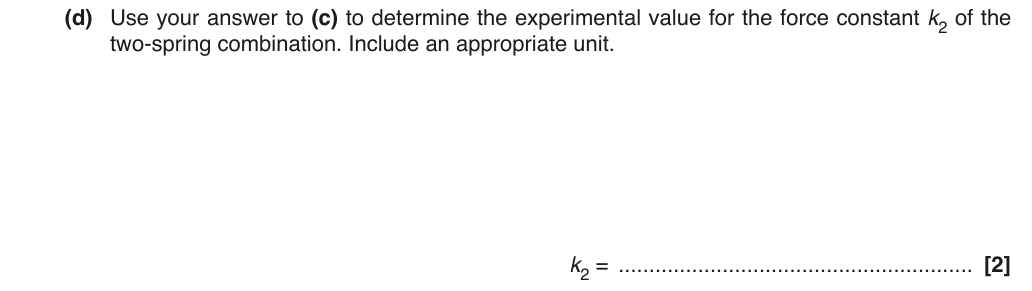 (d) Use your answer to (c) to determine the experimental value for the force constant k₂ of the
two-spring combination. Include an appropriate unit.
k₂ = .......................................................... [2]